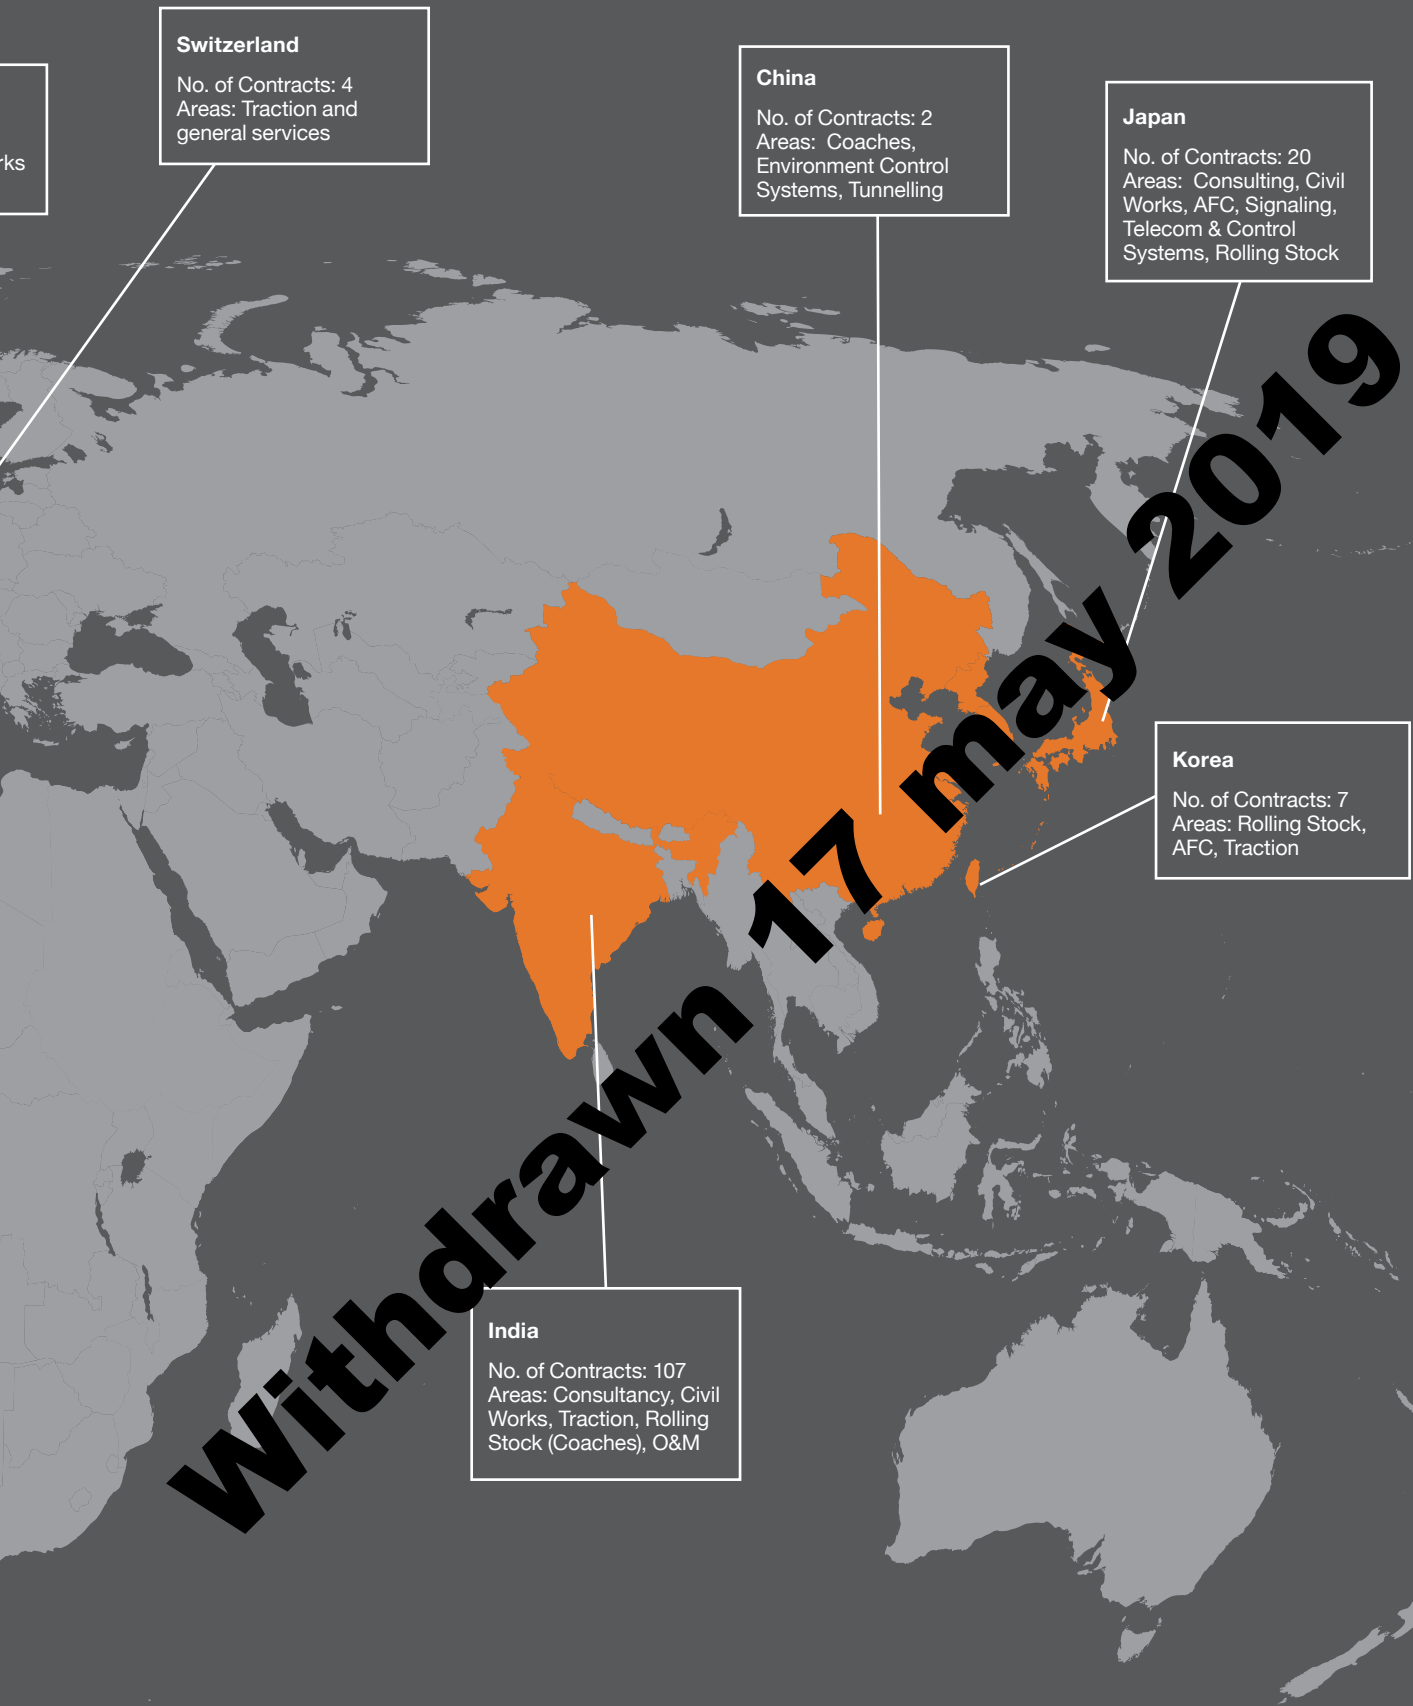 Switzerland
No. of Contracts: 4
Areas: Traction and
general services
rks
China
No. of Contracts: 2
Areas: Coaches,
Environment Control
Systems, Tunnelling
Japan
No. of Contracts: 20
Areas: Consulting, Civil
Works, AFC, Signaling,
Telecom & Control
Systems, Rolling Stock
Korea
No. of Contracts: 7
Areas: Rolling Stock,
AFC, Traction
India
No. of Contracts: 107
Areas: Consultancy, Civil
Works, Traction, Rolling
Stock (Coaches), O&M
Withdrawn 17 may 2019